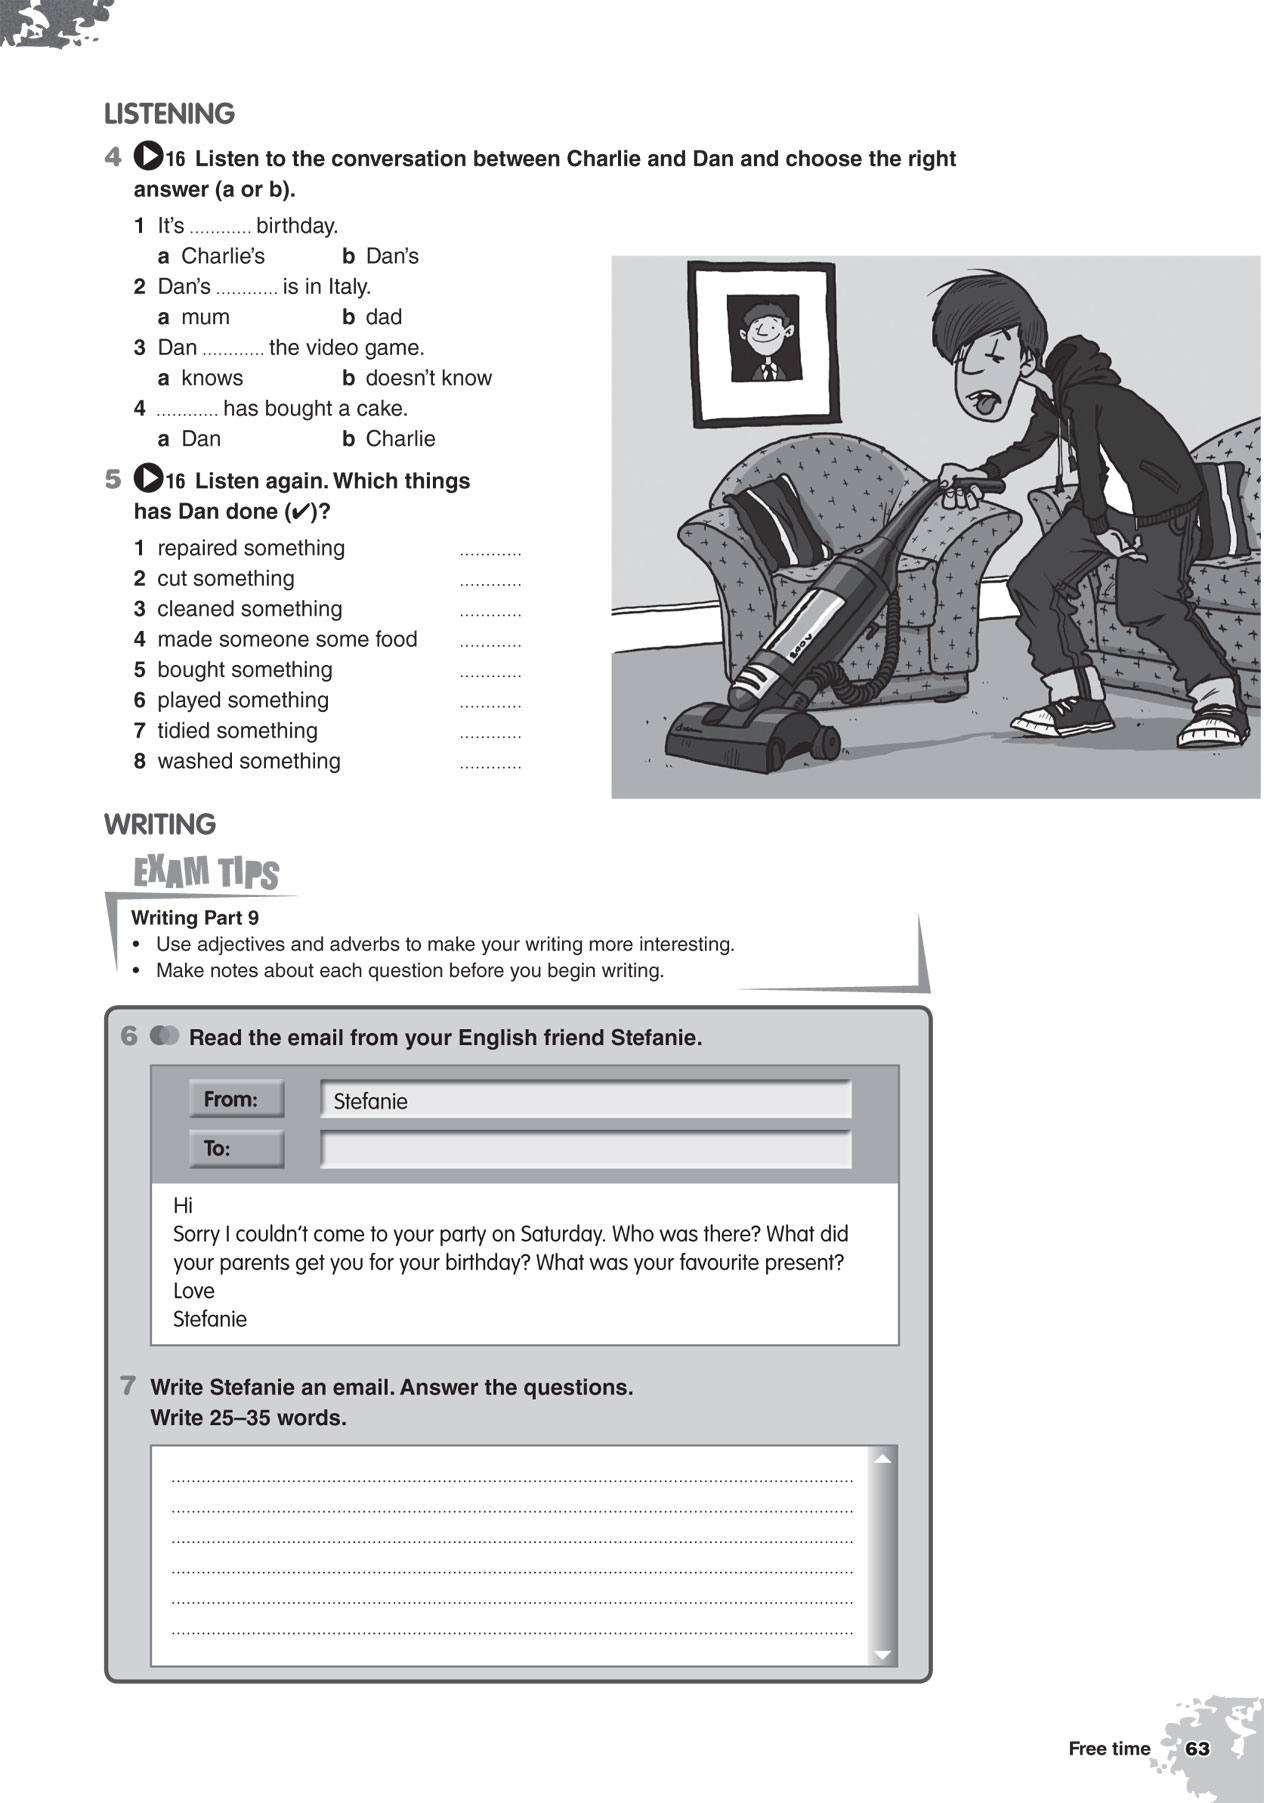 LISTENING
4 16 Listen to the conversation between Charlie and Dan and choose the right
answer (a or b).
1 It's ............ birthday.
a Charlie's b Dan's
2 Dan's ............ is in Italy.
a mum b dad
3 Dan ............ the video game.
a knows b doesn't know
4 ............ has bought a cake.
a Dan b Charlie
5 16 Listen again. Which things
has Dan done (✔)?
1 repaired something ............
2 cut something ............
3 cleaned something ............
4 made someone some food ............
5 bought something ............
6 played something ............
7 tidied something ............
8 washed something ............
WRITING
EXAM TIPS
Writing Part 9
• Use adjectives and adverbs to make your writing more interesting.
• Make notes about each question before you begin writing.
6 Read the email from your English friend Stefanie.
From: Stefanie
To:
Hi
Sorry I couldn't come to your party on Saturday. Who was there? What did
your parents get you for your birthday? What was your favourite present?
Love
Stefanie
7 Write Stefanie an email. Answer the questions.
Write 25–35 words.
Free time 63